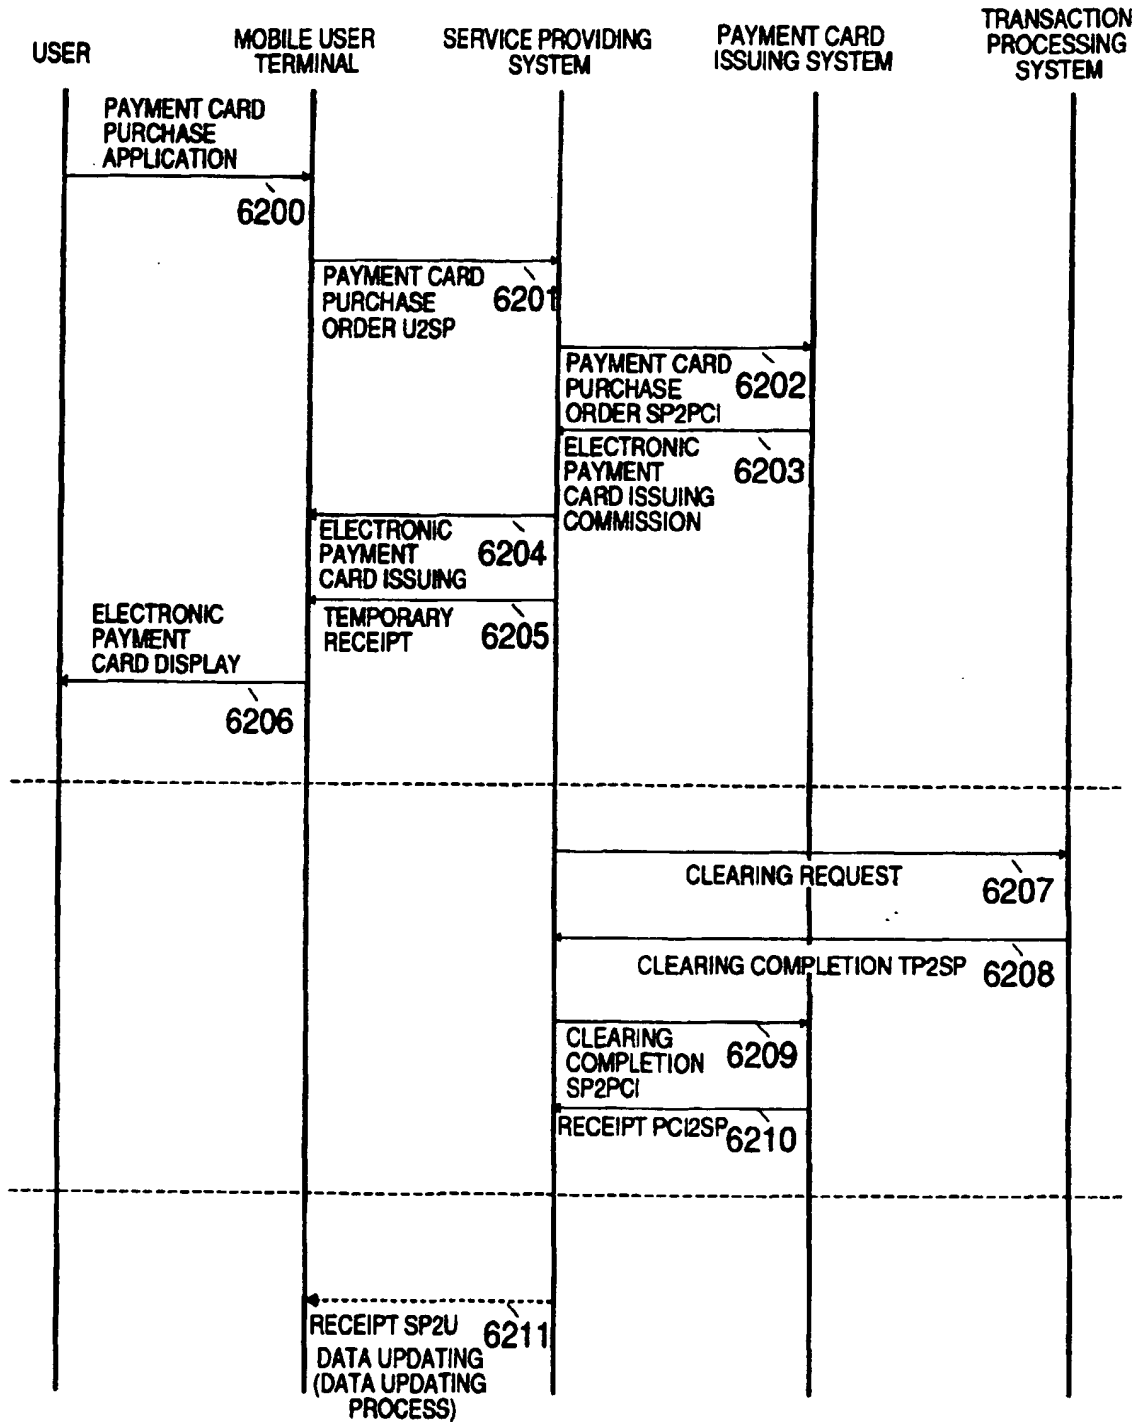 USER
MOBILE USER
TERMINAL
SERVICE PROVIDING
SYSTEM
PAYMENT CARD
ISSUING SYSTEM
TRANSACTION
PROCESSING
SYSTEM
PAYMENT CARD
PURCHASE
APPLICATION
6200
PAYMENT CARD
PURCHASE
ORDER U2SP
6201
PAYMENT CARD
PURCHASE
ORDER SP2PCI
6202
ELECTRONIC
PAYMENT
CARD ISSUING
COMMISSION
6203
ELECTRONIC
PAYMENT
CARD ISSUING
6204
TEMPORARY
RECEIPT
6205
ELECTRONIC
PAYMENT
CARD DISPLAY
6206
CLEARING REQUEST
6207
CLEARING COMPLETION TP2SP
6208
CLEARING
COMPLETION
SP2PCI
6209
RECEIPT PCI2SP
6210
RECEIPT SP2U
6211
DATA UPDATING
(DATA UPDATING
PROCESS)